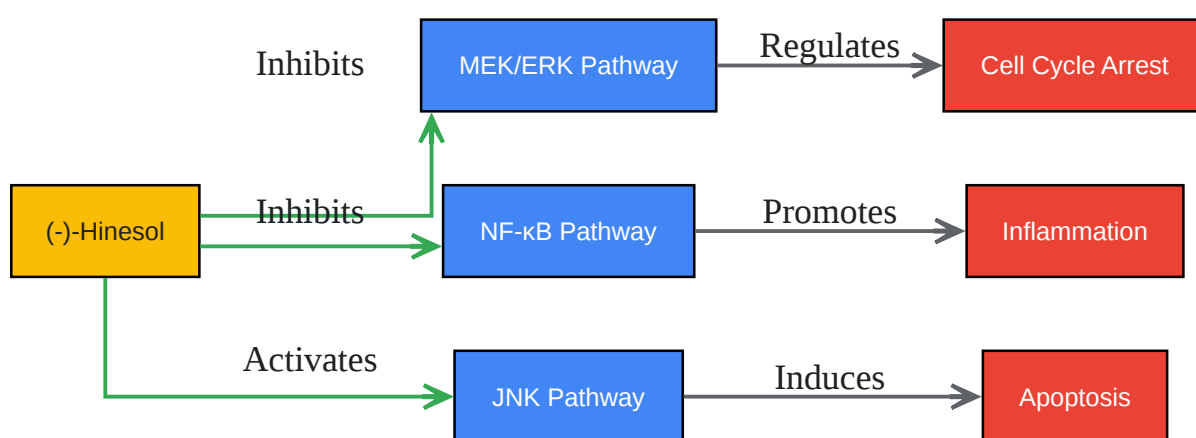 Inhibits
MEK/ERK Pathway
Regulates
Cell Cycle Arrest
(-)-Hinesol
Inhibits
NF-κB Pathway
Promotes
Inflammation
Activates
JNK Pathway
Induces
Apoptosis